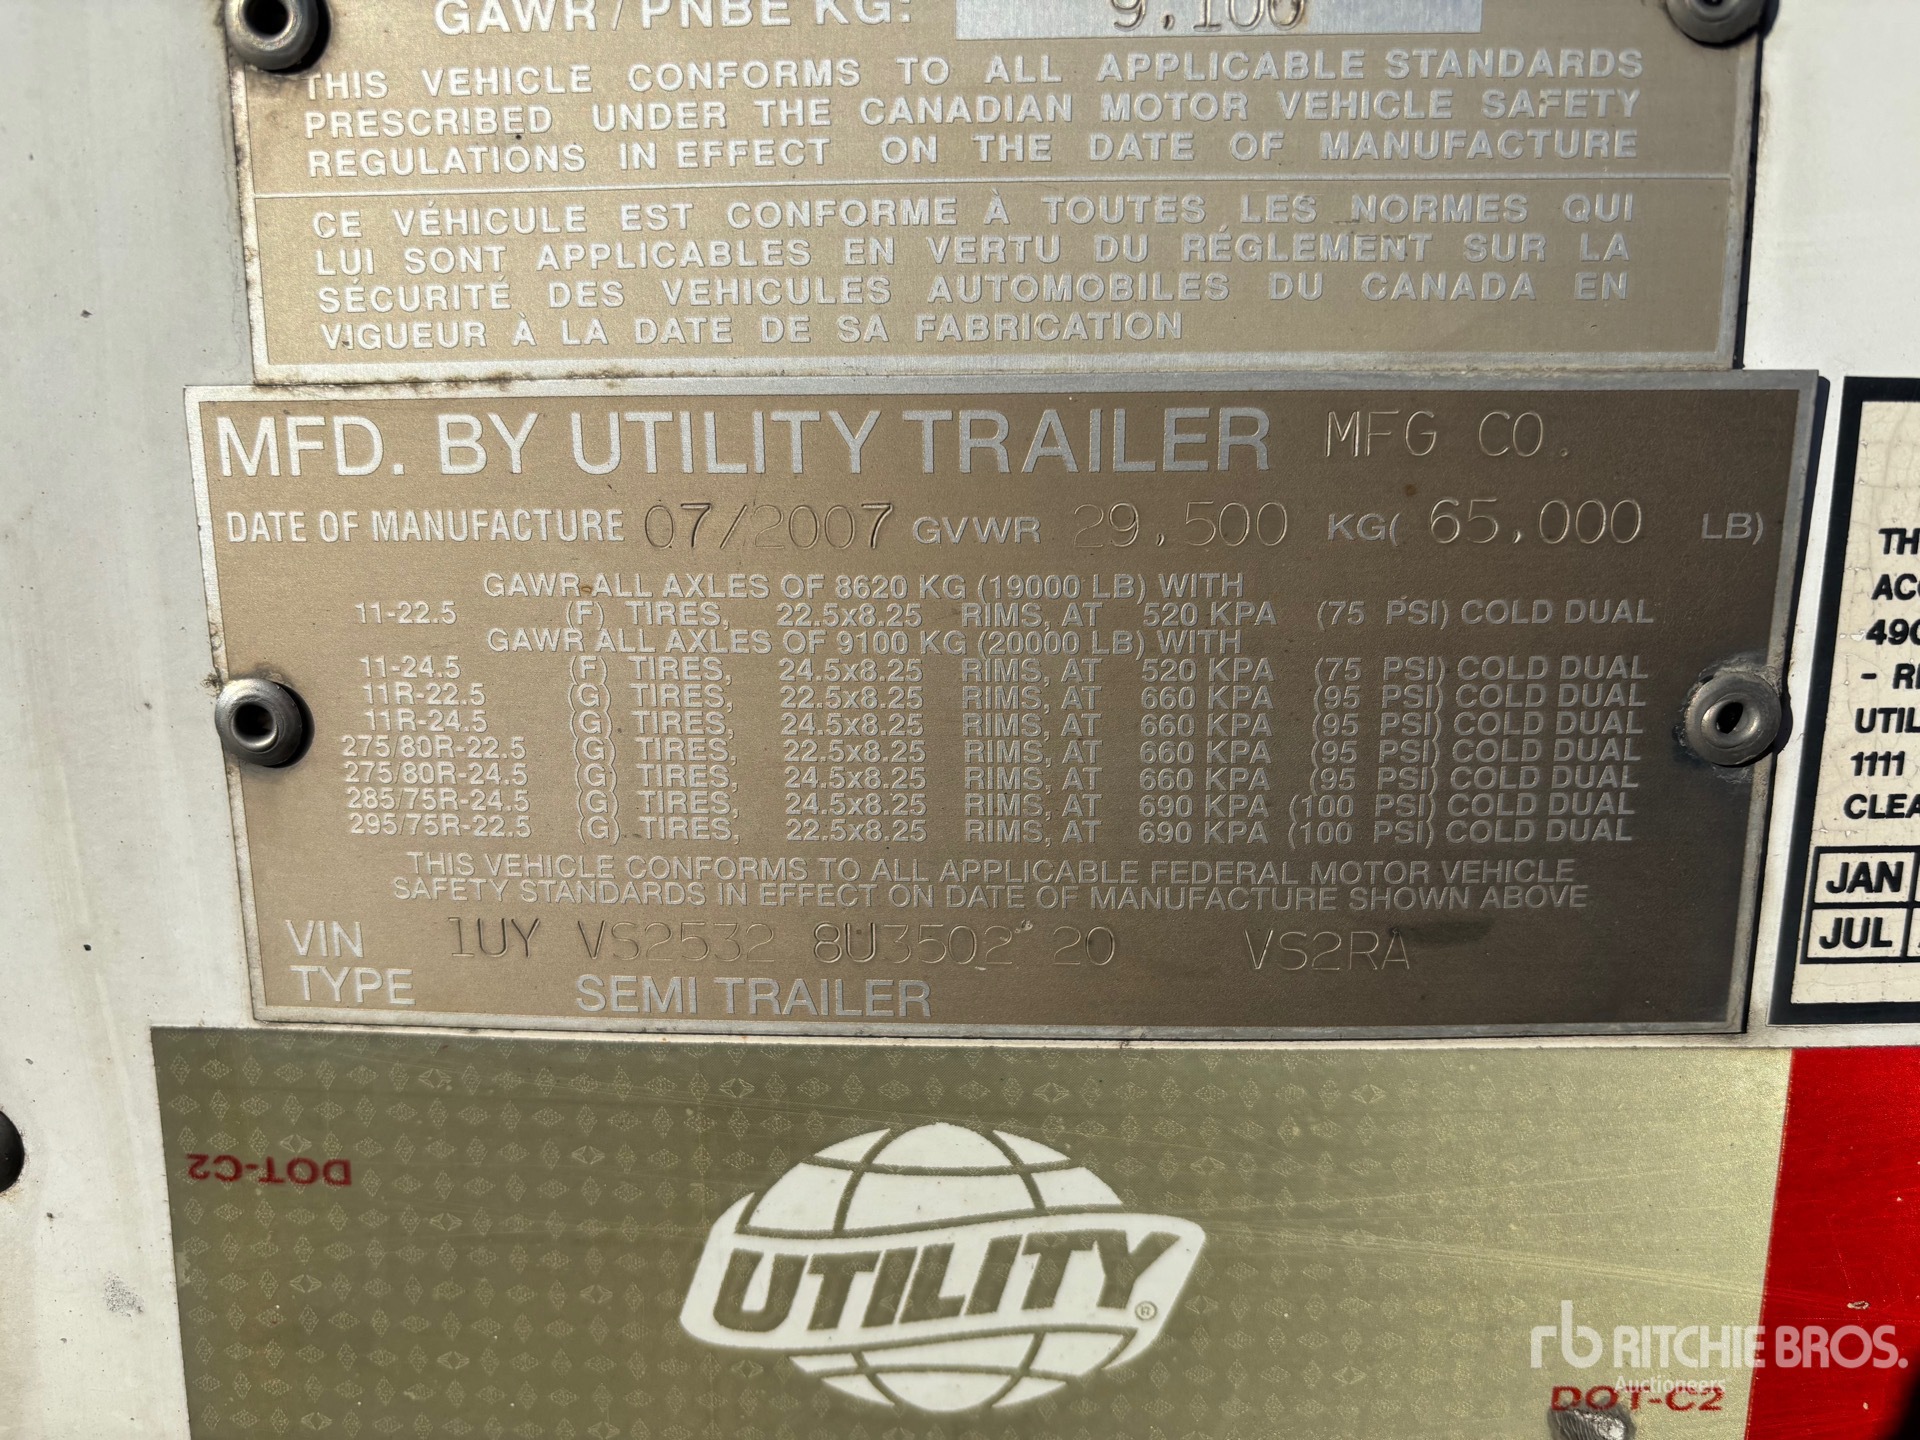 GAWR/PNBE KG: 9,100
THIS VEHICLE CONFORMS TO ALL APPLICABLE STANDARDS
PRESCRIBED UNDER THE CANADIAN MOTOR VEHICLE SAFETY
REGULATIONS IN EFFECT ON THE DATE OF MANUFACTURE
CE VÉHICULE EST CONFORME À TOUTES LES NORMES QUI
LUI SONT APPLICABLES EN VERTU DU RÉGLEMENT SUR LA
SÉCURITÉ DES VEHICULES AUTOMOBILES DU CANADA EN
VIGUEUR À LA DATE DE SA FABRICATION
MFD. BY UTILITY TRAILER MFG CO.
DATE OF MANUFACTURE 07/2007 GVWR 29,500 KG( 65,000 LB)
GAWR ALL AXLES OF 8620 KG (19000 LB) WITH
11-22.5 (F) TIRES, 22.5x8.25 RIMS, AT 520 KPA (75 PSI) COLD DUAL
GAWR ALL AXLES OF 9100 KG (20000 LB) WITH
11-24.5 (F) TIRES, 24.5x8.25 RIMS, AT 520 KPA (75 PSI) COLD DUAL
11R-22.5 (G) TIRES, 22.5x8.25 RIMS, AT 660 KPA (95 PSI) COLD DUAL
11R-24.5 (G) TIRES, 24.5x8.25 RIMS, AT 660 KPA (95 PSI) COLD DUAL
275/80R-22.5 (G) TIRES, 22.5x8.25 RIMS, AT 660 KPA (95 PSI) COLD DUAL
275/80R-24.5 (G) TIRES, 24.5x8.25 RIMS, AT 660 KPA (95 PSI) COLD DUAL
285/75R-24.5 (G) TIRES, 24.5x8.25 RIMS, AT 690 KPA (100 PSI) COLD DUAL
295/75R-22.5 (G) TIRES, 22.5x8.25 RIMS, AT 690 KPA (100 PSI) COLD DUAL
THIS VEHICLE CONFORMS TO ALL APPLICABLE FEDERAL MOTOR VEHICLE
SAFETY STANDARDS IN EFFECT ON DATE OF MANUFACTURE SHOWN ABOVE
VIN 1UY VS2532 8U3502 20 VS2RA
TYPE SEMI TRAILER
TH
ACC
490
- RE
UTIL
1111
CLEA
JAN
JUL
DOT-C2
UTILITY ®
DOT-C2
rb RITCHIE BROS.
Auctioneers